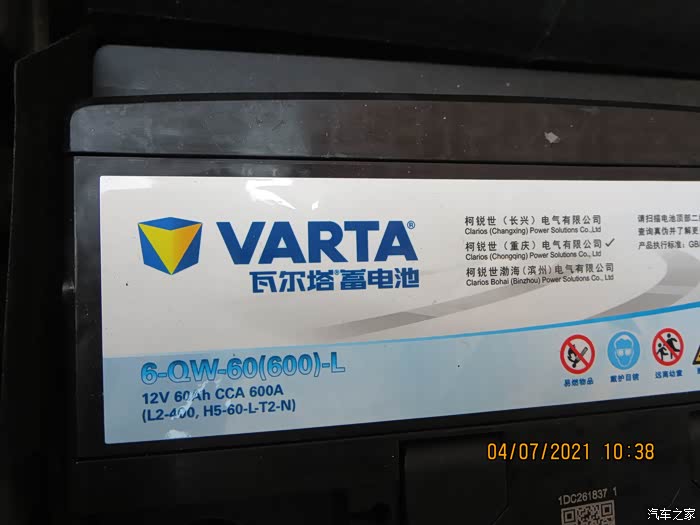 VARTA®
瓦尔塔®蓄电池
柯锐世（长兴）电气有限公司
Clarios (Changxing) Power Solutions Co.,Ltd
柯锐世（重庆）电气有限公司 ✓
Clarios (Chongqing) Power Solutions Co., Ltd
柯锐世渤海(滨州)电气有限公司
Clarios Bohai (Binzhou) Power Solutions Co.,Ltd
请扫描电池顶部二
查询真伪并了解更
产品执行标准：GB
6-QW-60(600)-L
12V 60Ah CCA 600A
(L2-400, H5-60-L-T2-N)
易燃物品
戴护目镜
远离幼童
04/07/2021 10:38
1DC261837 1
汽车之家